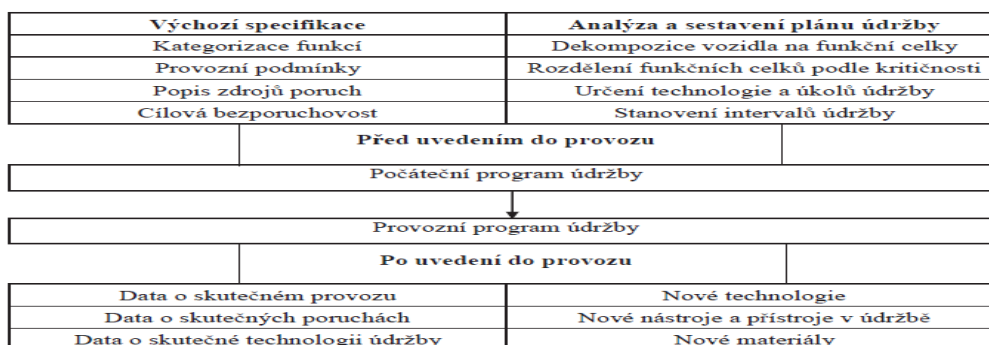 Výchozí specifikace Analýza a sestavení plánu údržby
Kategorizace funkcí Dekompozice vozidla na funkční celky
Provozní podmínky Rozdělení funkčních celků podle kritičnosti
Popis zdrojů poruch Určení technologie a úkolů údržby
Cílová bezporuchovost Stanovení intervalů údržby
Před uvedením do provozu
Počáteční program údržby
Provozní program údržby
Po uvedení do provozu
Data o skutečném provozu Nové technologie
Data o skutečných poruchách Nové nástroje a přístroje v údržbě
Data o skutečné technologii údržby Nové materiály